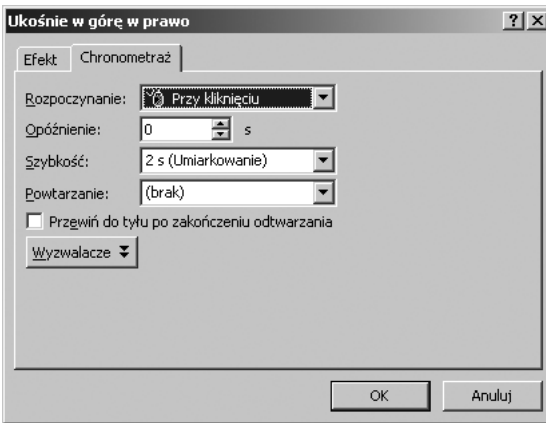 Ukośnie w górę w prawo
Efekt Chronometraż
Rozpoczynanie: Przy kliknięciu
Opóźnienie: 0 s
Szybkość: 2 s (Umiarkowanie)
Powtarzanie: (brak)
Przewiń do tyłu po zakończeniu odtwarzania
Wyzwalacze
OK Anuluj